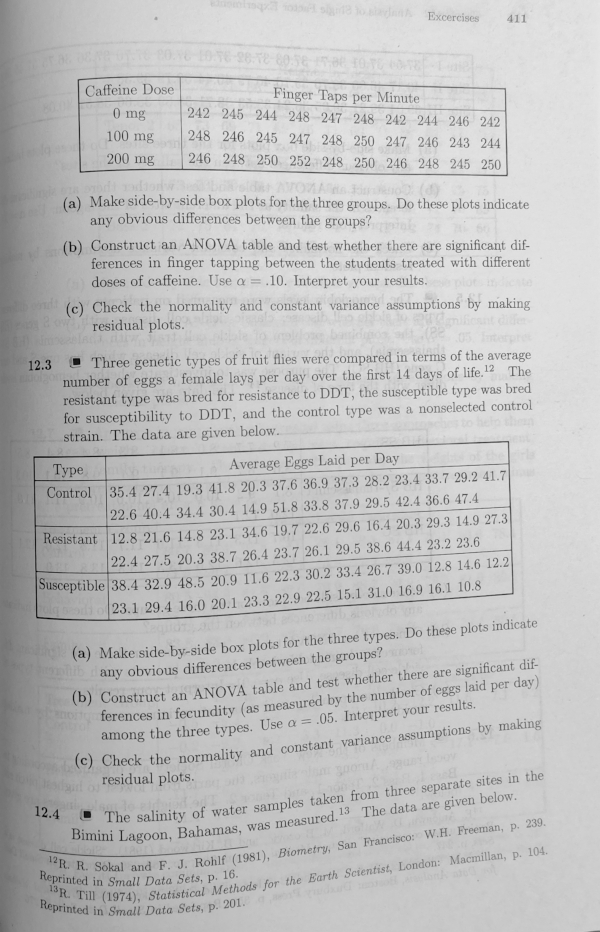 Excercises 411
Caffeine Dose Finger Taps per Minute
0 mg 242 245 244 248 247 248 242 244 246 242
100 mg 248 246 245 247 248 250 247 246 243 244
200 mg 246 248 250 252 248 250 246 248 245 250
(a) Make side-by-side box plots for the three groups. Do these plots indicate
any obvious differences between the groups?
(b) Construct an ANOVA table and test whether there are significant dif-
ferences in finger tapping between the students treated with different
doses of caffeine. Use α = .10. Interpret your results.
(c) Check the normality and constant variance assumptions by making
residual plots.
12.3 Three genetic types of fruit flies were compared in terms of the average
number of eggs a female lays per day over the first 14 days of life.12 The
resistant type was bred for resistance to DDT, the susceptible type was bred
for susceptibility to DDT, and the control type was a nonselected control
strain. The data are given below.
Type Average Eggs Laid per Day
Control 35.4 27.4 19.3 41.8 20.3 37.6 36.9 37.3 28.2 23.4 33.7 29.2 41.7
22.6 40.4 34.4 30.4 14.9 51.8 33.8 37.9 29.5 42.4 36.6 47.4
Resistant 12.8 21.6 14.8 23.1 34.6 19.7 22.6 29.6 16.4 20.3 29.3 14.9 27.3
22.4 27.5 20.3 38.7 26.4 23.7 26.1 29.5 38.6 44.4 23.2 23.6
Susceptible 38.4 32.9 48.5 20.9 11.6 22.3 30.2 33.4 26.7 39.0 12.8 14.6 12.2
23.1 29.4 16.0 20.1 23.3 22.9 22.5 15.1 31.0 16.9 16.1 10.8
(a) Make side-by-side box plots for the three types. Do these plots indicate
any obvious differences between the groups?
(b) Construct an ANOVA table and test whether there are significant dif-
ferences in fecundity (as measured by the number of eggs laid per day)
among the three types. Use α = .05. Interpret your results.
(c) Check the normality and constant variance assumptions by making
residual plots.
12.4 The salinity of water samples taken from three separate sites in the
Bimini Lagoon, Bahamas, was measured.13 The data are given below.
12R. R. Sokal and F. J. Rohlf (1981), Biometry, San Francisco: W.H. Freeman, p. 239.
Reprinted in Small Data Sets, p. 16.
13R. Till (1974), Statistical Methods for the Earth Scientist, London: Macmillan, p. 104.
Reprinted in Small Data Sets, p. 201.